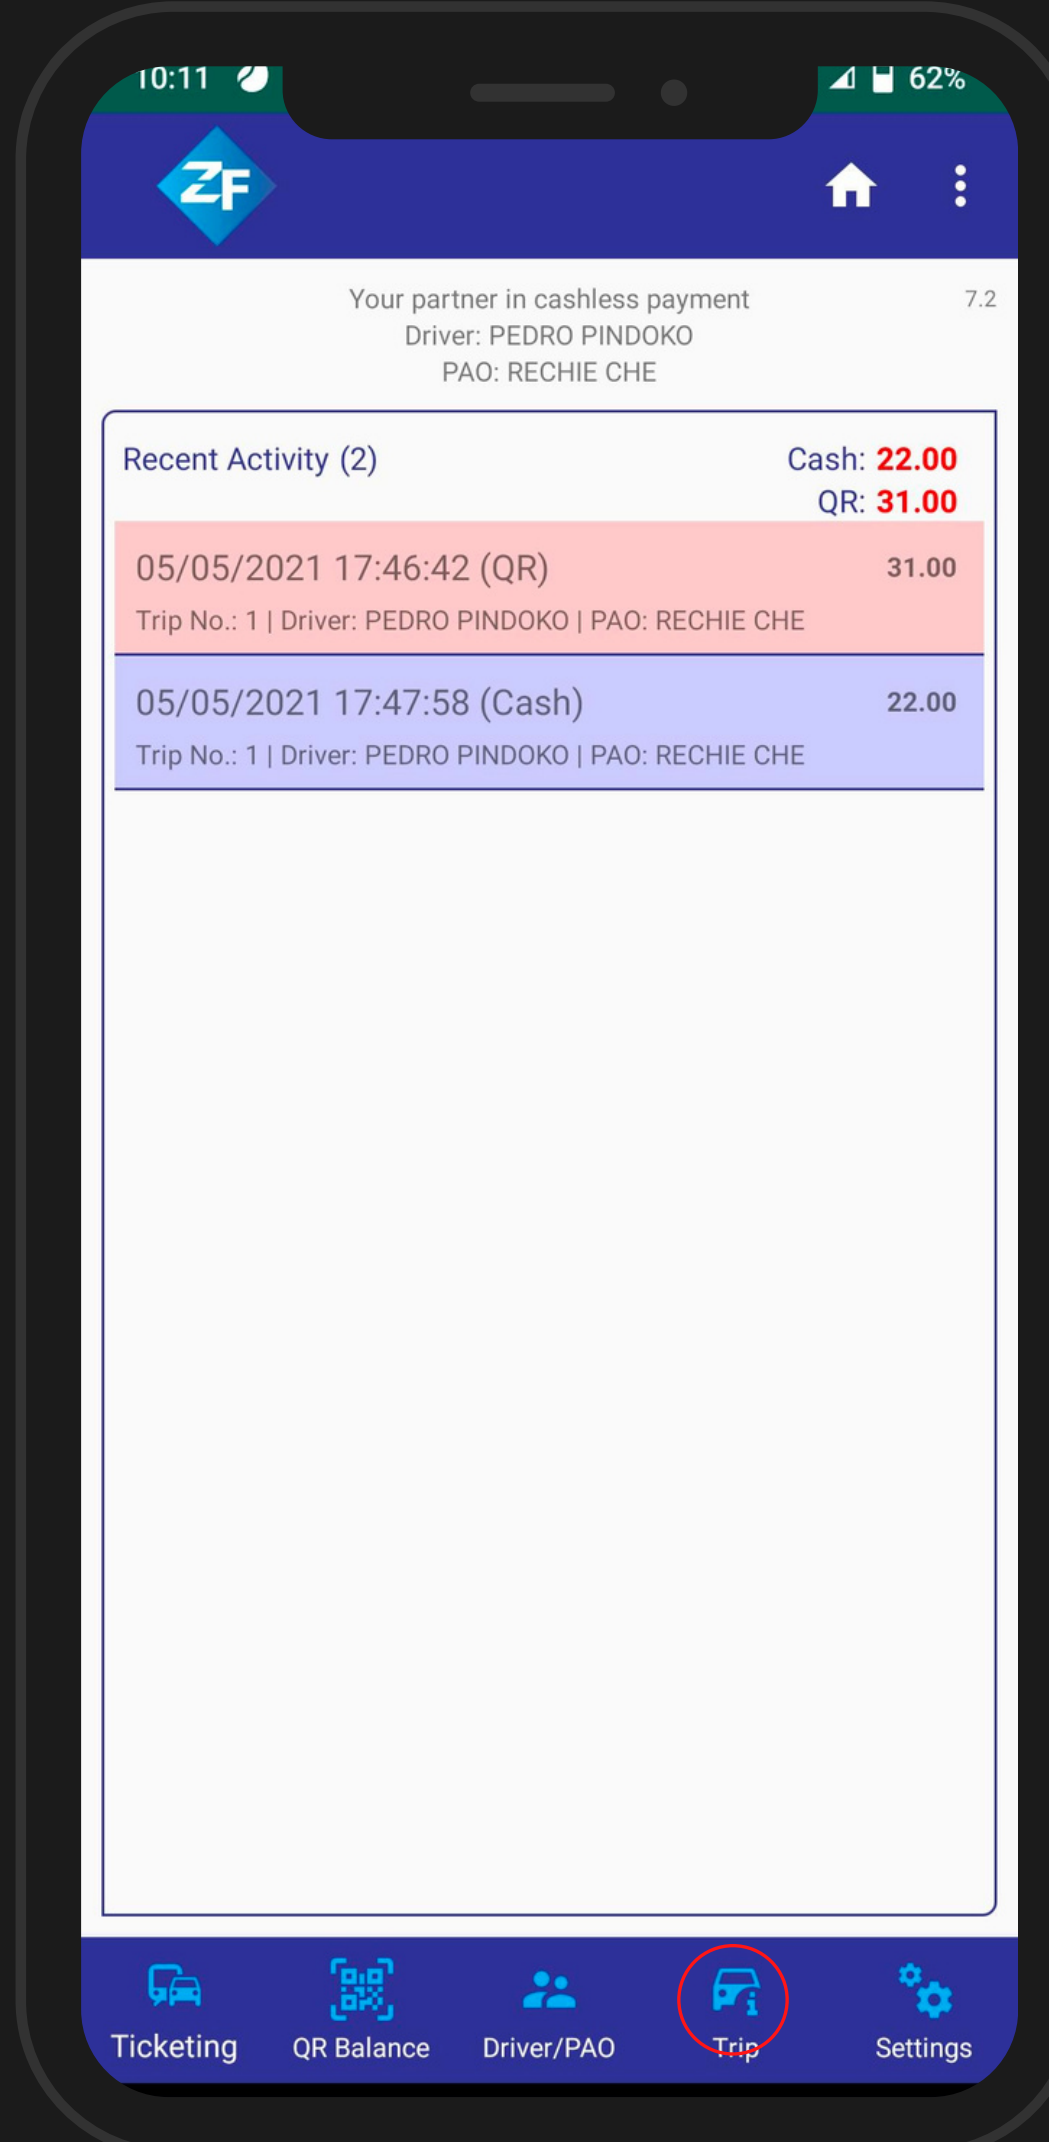 10:11 62%
ZF
Your partner in cashless payment 7.2
Driver: PEDRO PINDOKO
PAO: RECHIE CHE
Recent Activity (2) Cash: 22.00
QR: 31.00
05/05/2021 17:46:42 (QR) 31.00
Trip No.: 1 | Driver: PEDRO PINDOKO | PAO: RECHIE CHE
05/05/2021 17:47:58 (Cash) 22.00
Trip No.: 1 | Driver: PEDRO PINDOKO | PAO: RECHIE CHE
Ticketing QR Balance Driver/PAO Trip Settings